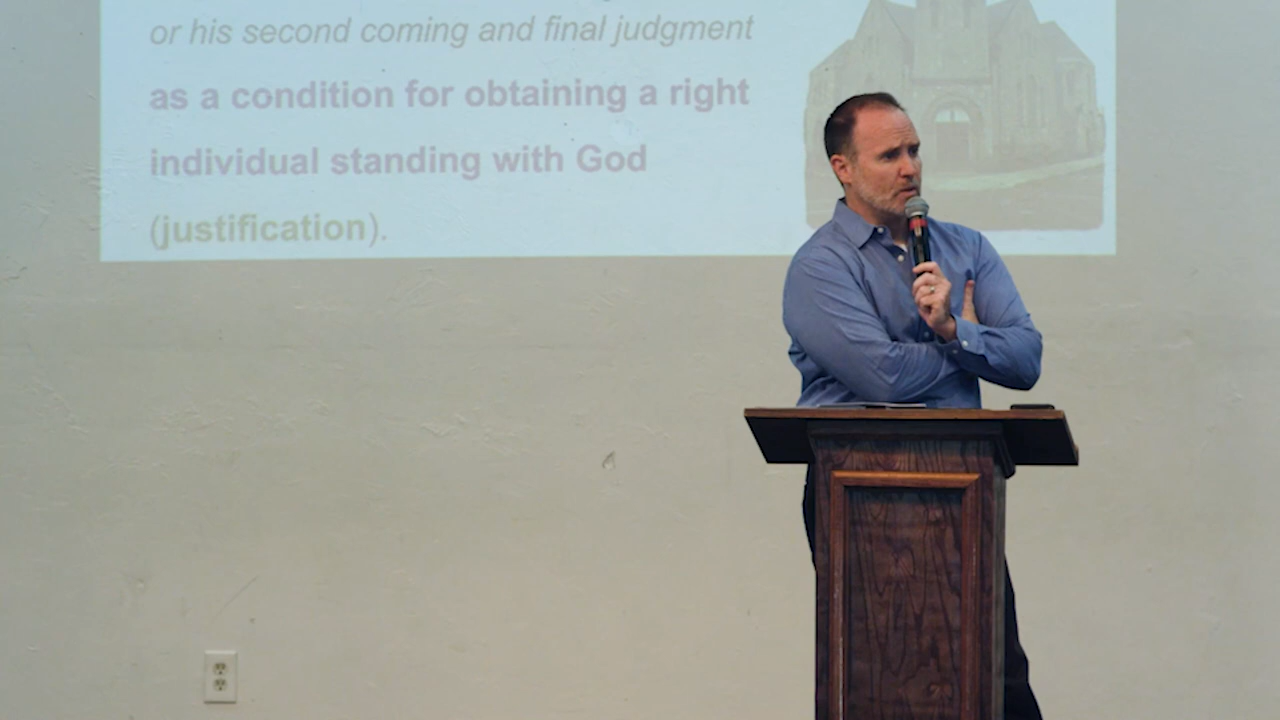 or his second coming and final judgment
as a condition for obtaining a right
individual standing with God
(justification).